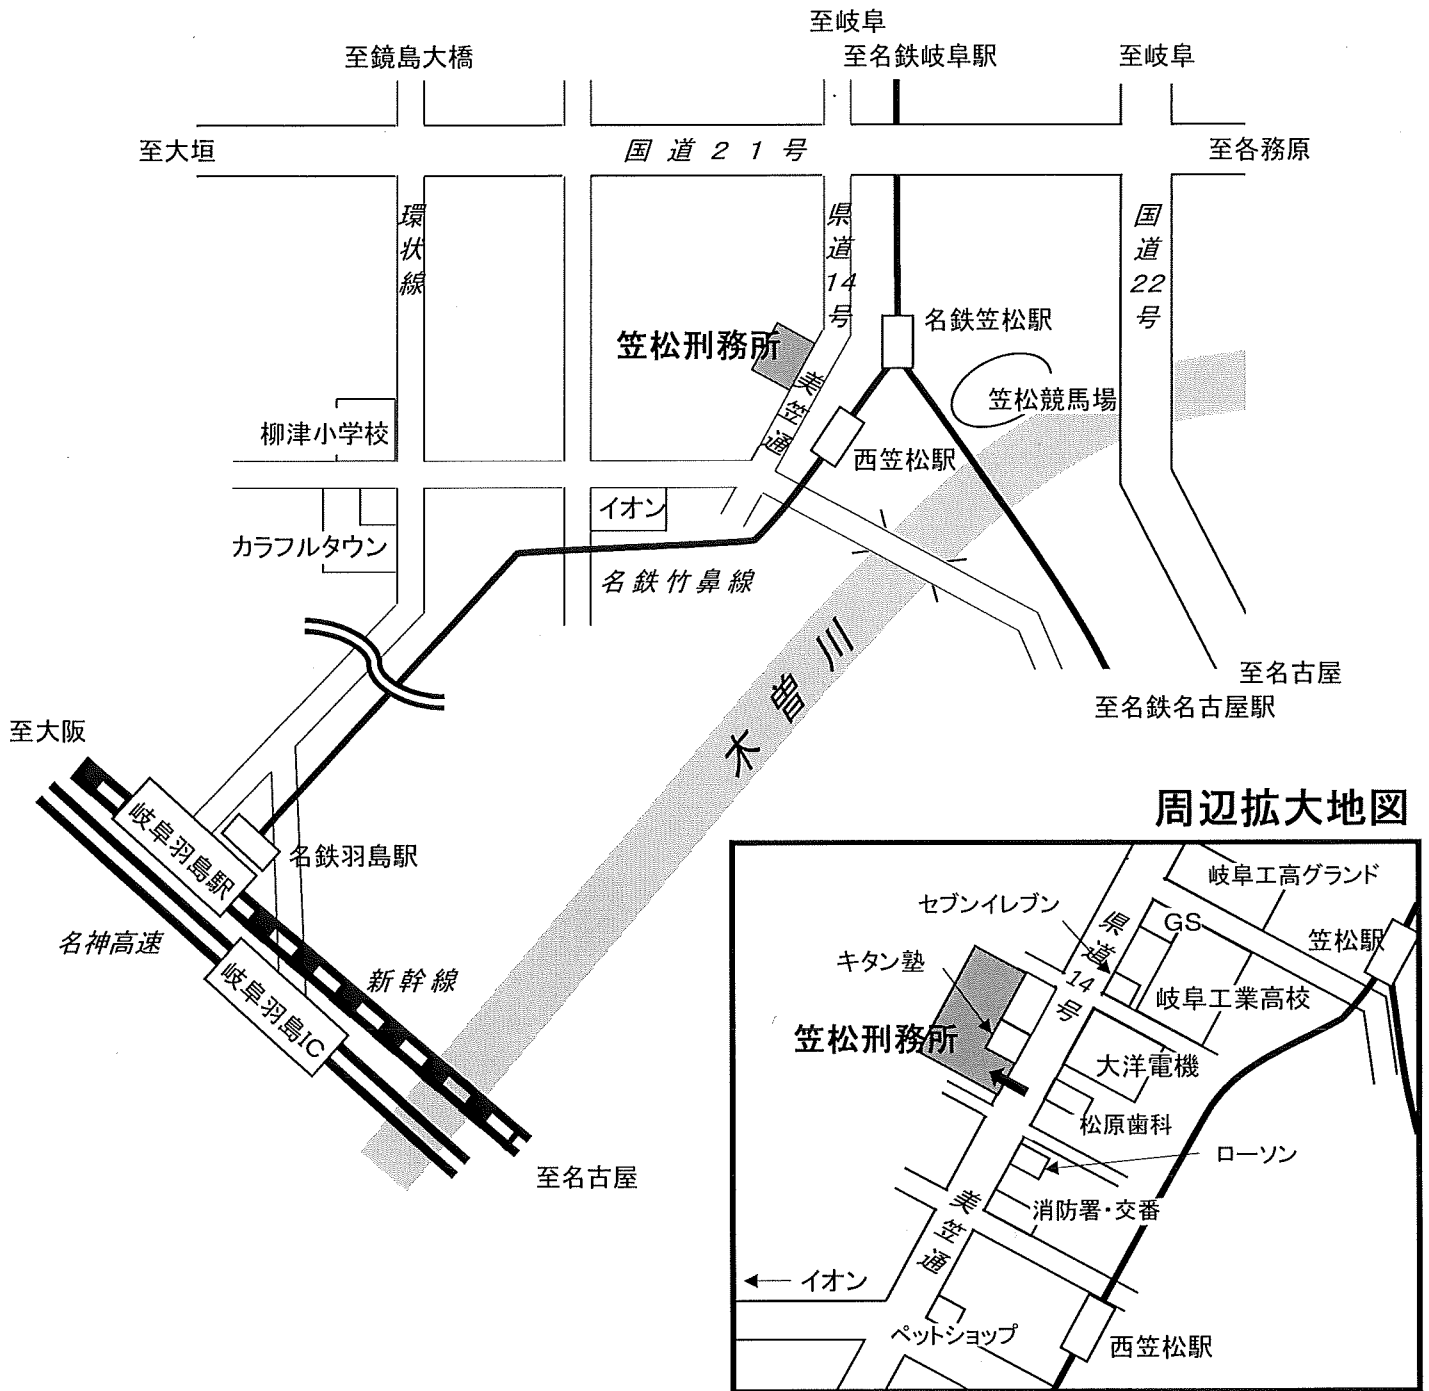 至岐阜
至鏡島大橋
至名鉄岐阜駅
至岐阜
至大垣
国道21号
至各務原
環状線
県道14号
国道22号
名鉄笠松駅
笠松刑務所
美笠通
笠松競馬場
柳津小学校
西笠松駅
イオン
カラフルタウン
名鉄竹鼻線
木曽川
至名古屋
至名鉄名古屋駅
至大阪
岐阜羽島駅
名鉄羽島駅
名神高速
新幹線
岐阜羽島IC
至名古屋
周辺拡大地図
岐阜工高グランド
セブンイレブン
県道14号
GS
笠松駅
キタン塾
岐阜工業高校
笠松刑務所
大洋電機
松原歯科
ローソン
美笠通
消防署・交番
イオン
ペットショップ
西笠松駅